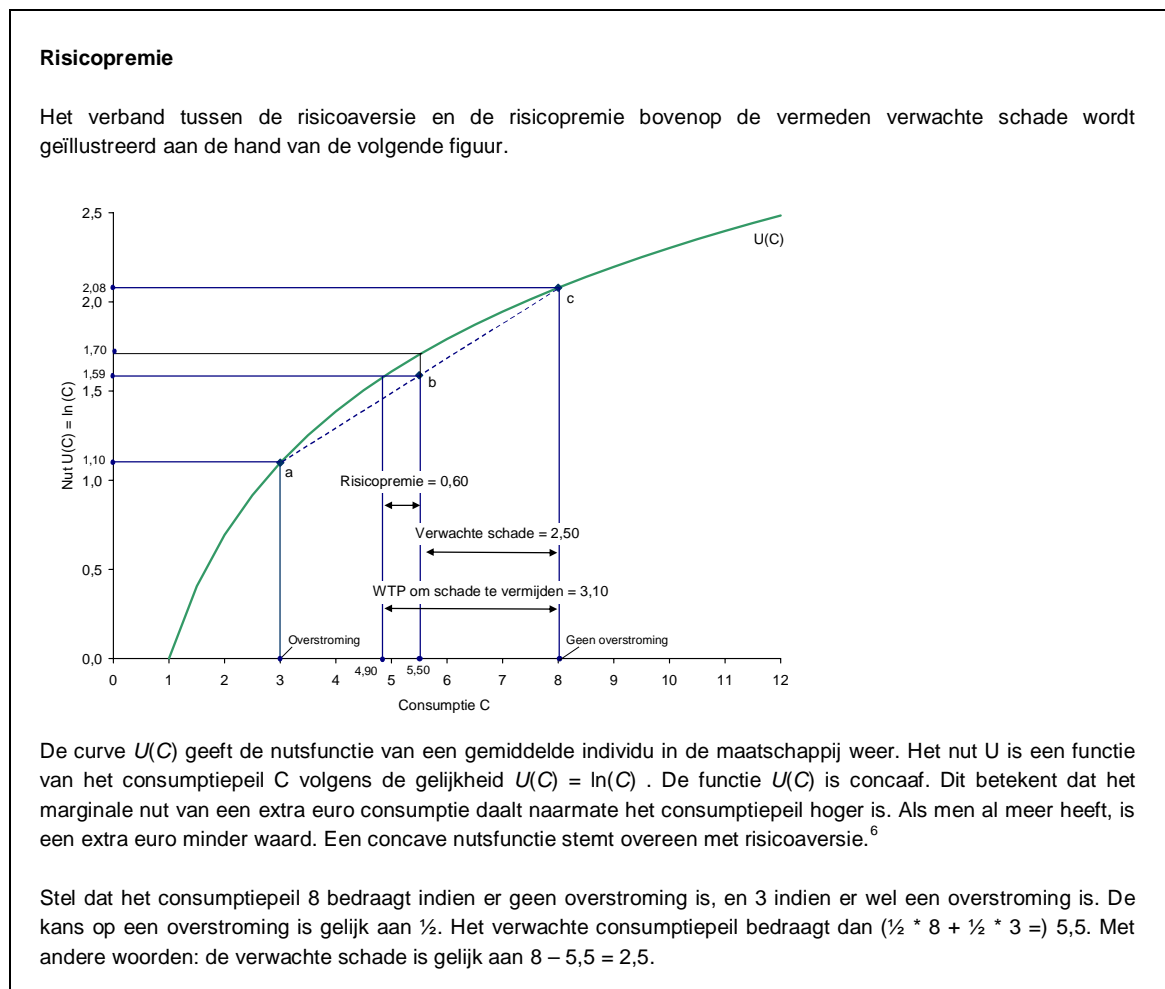 Risicopremie
Het verband tussen de risicoaversie en de risicopremie bovenop de vermeden verwachte schade wordt
geïllustreerd aan de hand van de volgende figuur.
2,5
U(C)
2,08
2,0
c
1,70
1,59
1,5
b
Nut U(C) = ln (C)
1,10
1,0
a
Risicopremie = 0,60
Verwachte schade = 2,50
0,5
WTP om schade te vermijden = 3,10
Overstroming
Geen overstroming
0,0
4,90
5,50
0 1 2 3 4 5 6 7 8 9 10 11 12
Consumptie C
De curve U(C) geeft de nutsfunctie van een gemiddelde individu in de maatschappij weer. Het nut U is een functie
van het consumptiepeil C volgens de gelijkheid U(C) = ln(C) . De functie U(C) is concaaf. Dit betekent dat het
marginale nut van een extra euro consumptie daalt naarmate het consumptiepeil hoger is. Als men al meer heeft, is
een extra euro minder waard. Een concave nutsfunctie stemt overeen met risicoaversie.6
Stel dat het consumptiepeil 8 bedraagt indien er geen overstroming is, en 3 indien er wel een overstroming is. De
kans op een overstroming is gelijk aan ½. Het verwachte consumptiepeil bedraagt dan (½ * 8 + ½ * 3 =) 5,5. Met
andere woorden: de verwachte schade is gelijk aan 8 – 5,5 = 2,5.